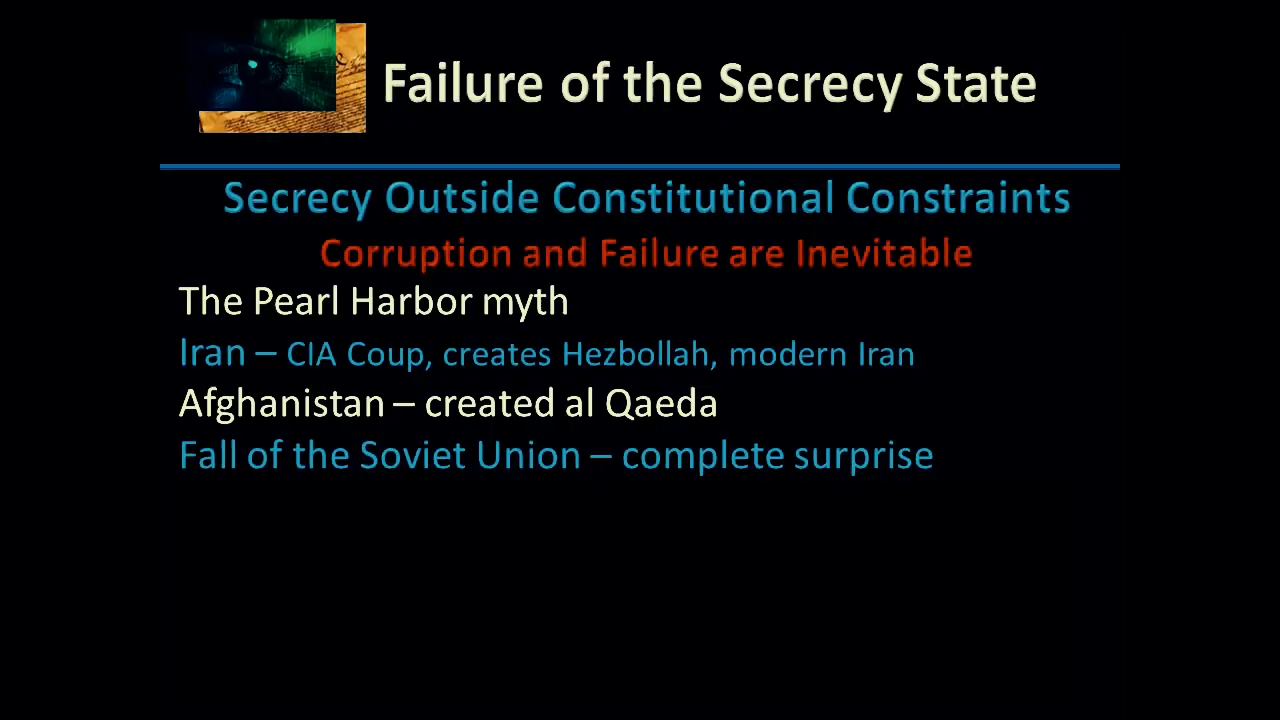 Failure of the Secrecy State
Secrecy Outside Constitutional Constraints
Corruption and Failure are Inevitable
The Pearl Harbor myth
Iran – CIA Coup, creates Hezbollah, modern Iran
Afghanistan – created al Qaeda
Fall of the Soviet Union – complete surprise